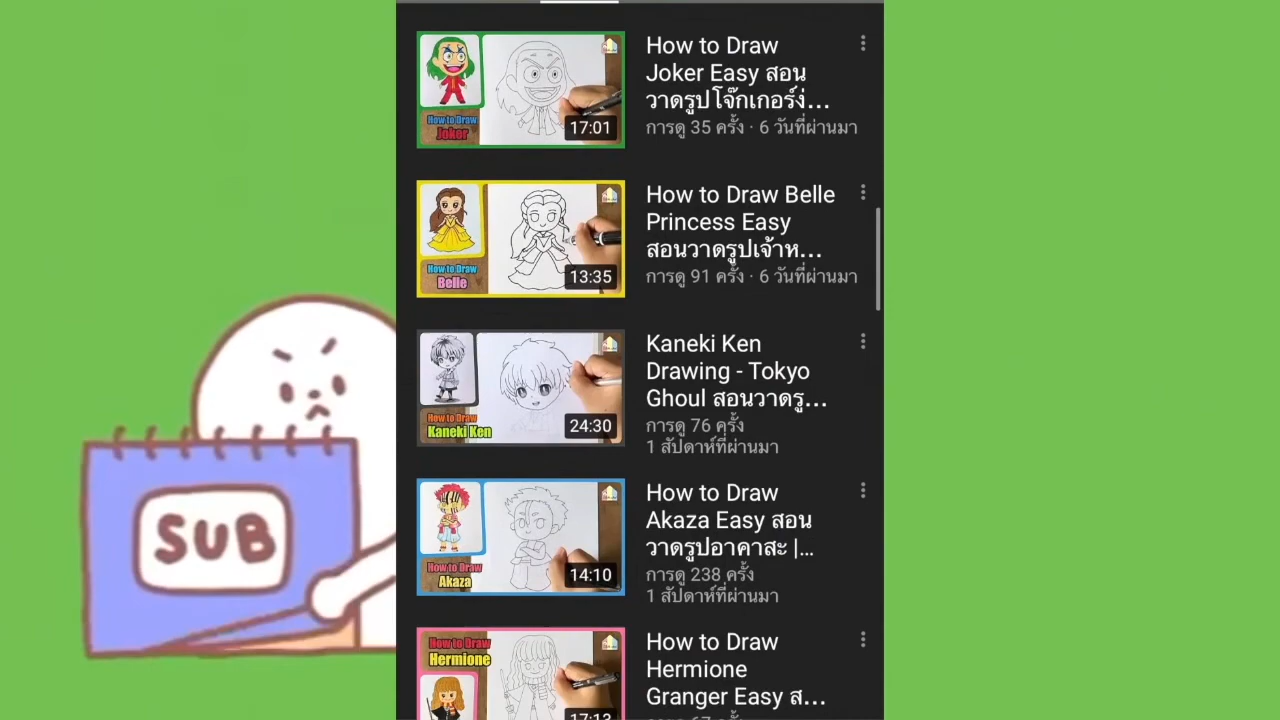 How to Draw
Joker Easy สอน
วาดรูปโจ๊กเกอร์ง่...
การดู 35 ครั้ง · 6 วันที่ผ่านมา
How to Draw
Joker
17:01
How to Draw Belle
Princess Easy
สอนวาดรูปเจ้าห...
การดู 91 ครั้ง · 6 วันที่ผ่านมา
How to Draw
Belle
13:35
Kaneki Ken
Drawing - Tokyo
Ghoul สอนวาดรู...
การดู 76 ครั้ง
1 สัปดาห์ที่ผ่านมา
How to Draw
Kaneki Ken
24:30
SUB
How to Draw
Akaza Easy สอน
วาดรูปอาคาสะ |...
การดู 238 ครั้ง
1 สัปดาห์ที่ผ่านมา
How to Draw
Akaza
14:10
How to Draw
Hermione
Granger Easy ส...
How to Draw
Hermione
17:13